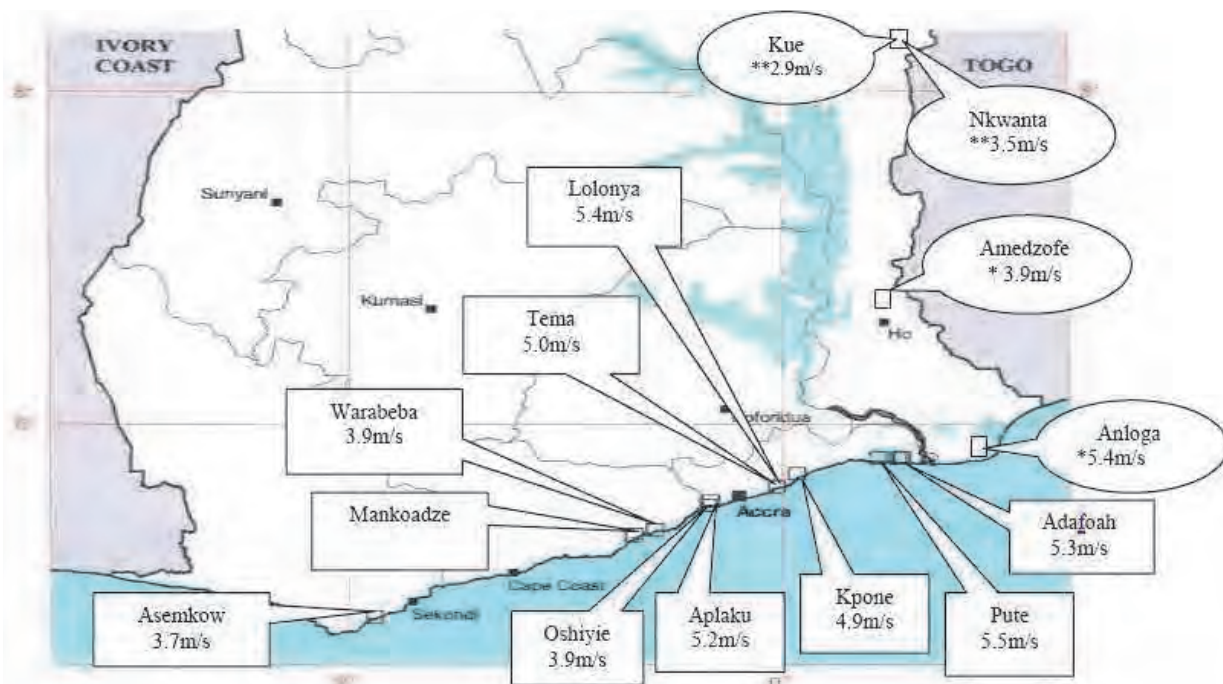 IVORY
COAST
Kue
**2.9m/s
TOGO
Nkwanta
**3.5m/s
Lolonya
5.4m/s
Sunyani
Amedzofe
* 3.9m/s
Kumasi
Tema
5.0m/s
Ho
Warabeba
3.9m/s
oforidua
Anloga
*5.4m/s
Mankoadze
Accra
Adafoah
5.3m/s
Cape Coast
Asemkow
3.7m/s
Sekondi
Oshiyie
3.9m/s
Aplaku
5.2m/s
Kpone
4.9m/s
Pute
5.5m/s